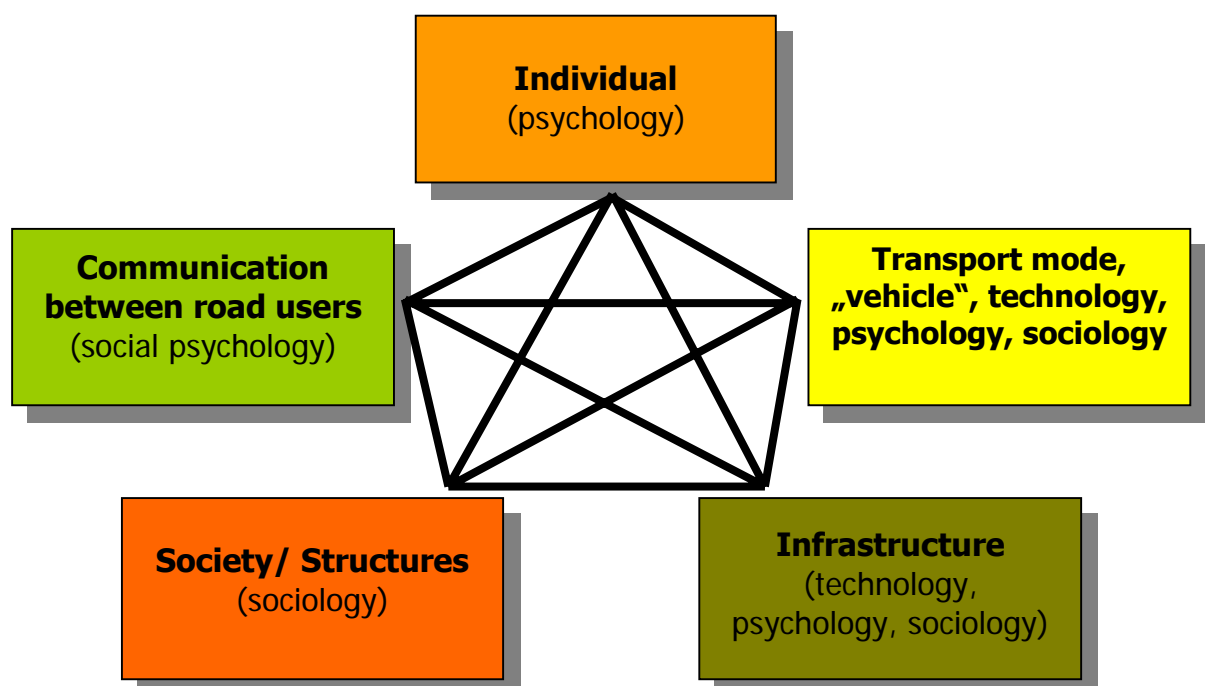 Individual
(psychology)
Communication
between road users
(social psychology)
Transport mode,
„vehicle“, technology,
psychology, sociology
Society/ Structures
(sociology)
Infrastructure
(technology,
psychology, sociology)